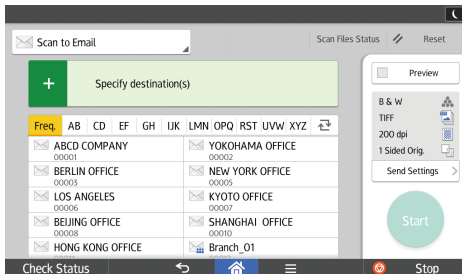 Scan to Email
Scan Files Status
Reset
+ Specify destination(s)
Preview
Freq. AB CD EF GH IJK LMN OPQ RST UVW XYZ
B & W
TIFF
200 dpi
1 Sided Orig.
Send Settings
ABCD COMPANY
00001
YOKOHAMA OFFICE
00002
BERLIN OFFICE
00003
NEW YORK OFFICE
00005
LOS ANGELES
00006
KYOTO OFFICE
00007
BEIJING OFFICE
00008
SHANGHAI OFFICE
00010
HONG KONG OFFICE
Branch_01
Start
Check Status
Stop